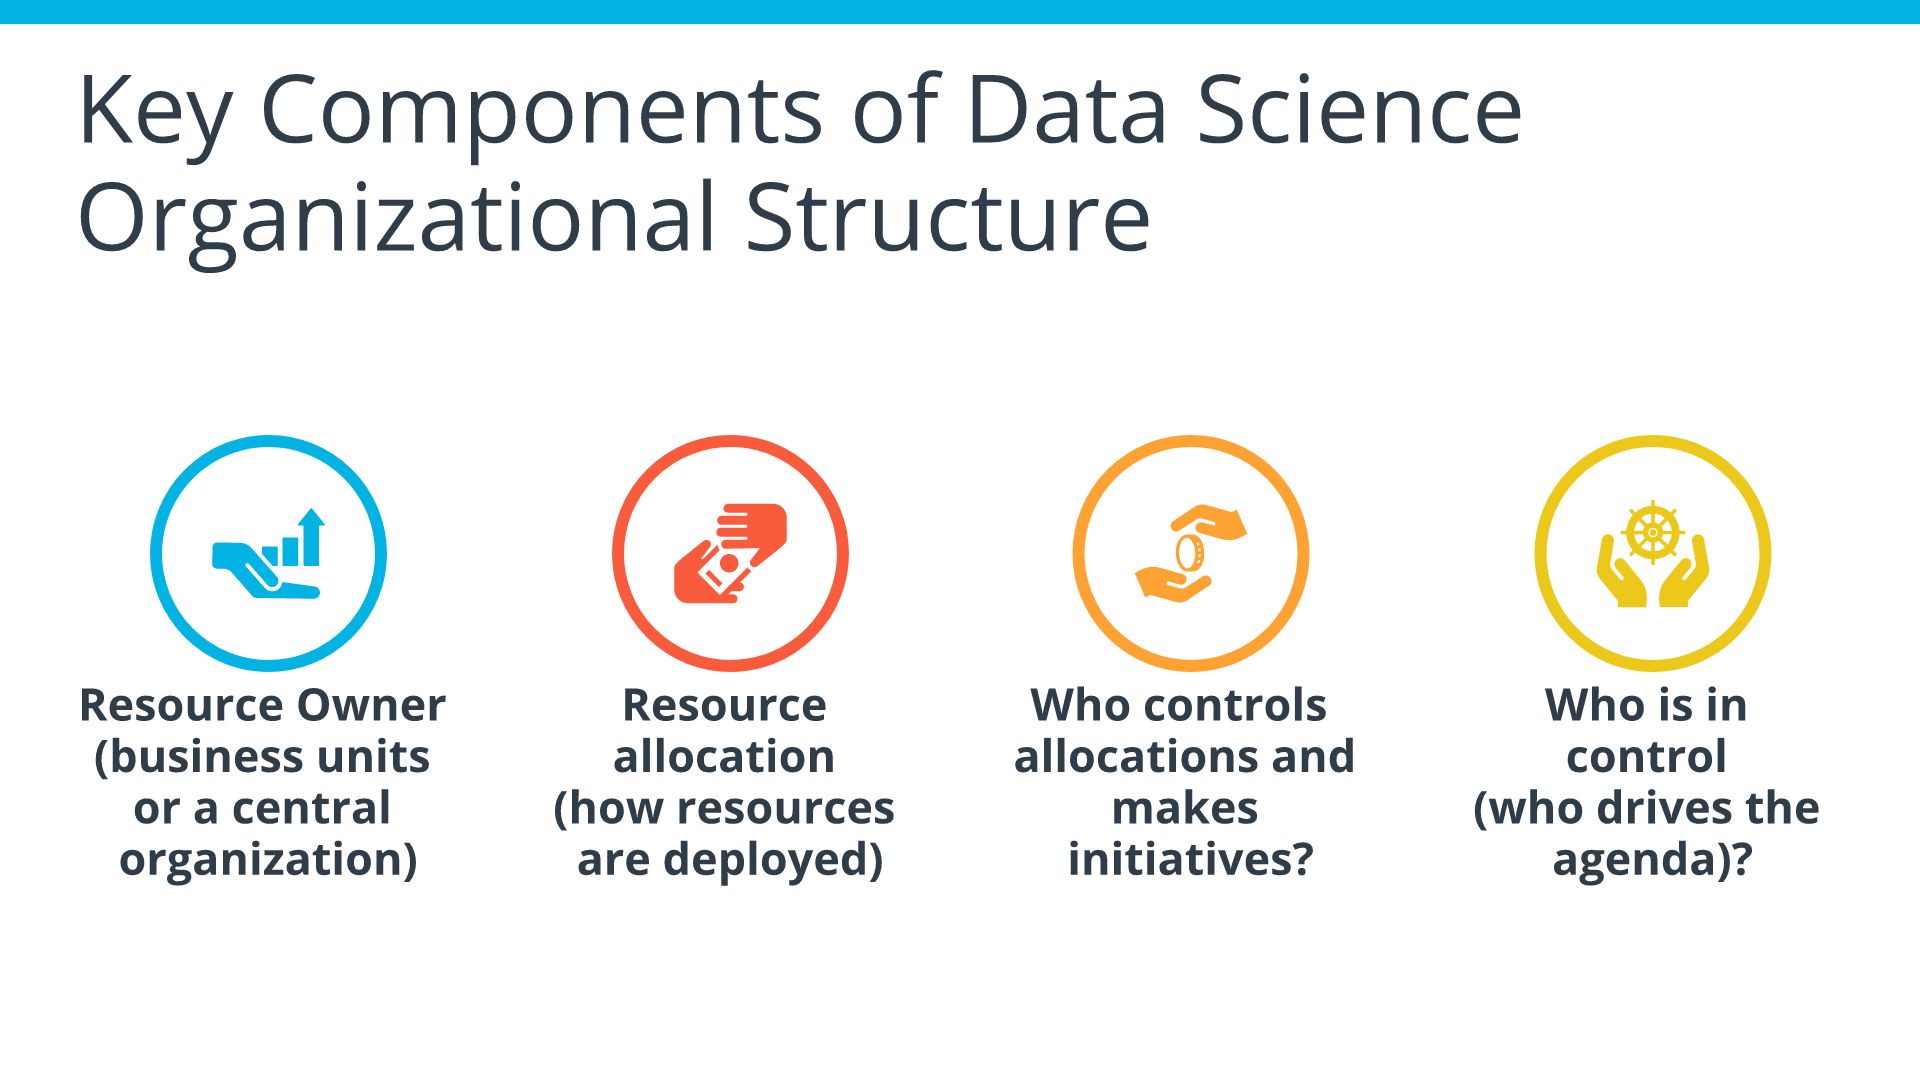 Key Components of Data Science
Organizational Structure
Resource Owner
(business units
or a central
organization)
Resource
allocation
(how resources
are deployed)
Who controls
allocations and
makes
initiatives?
Who is in
control
(who drives the
agenda)?